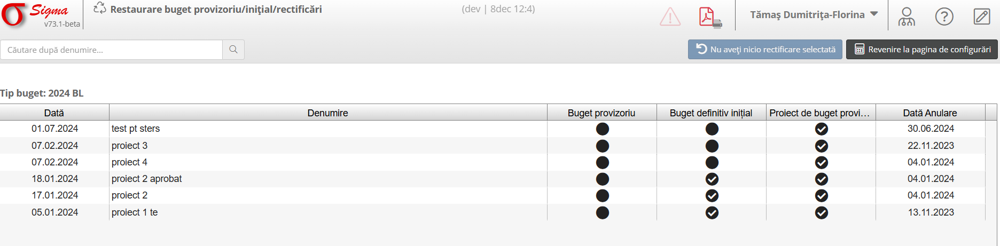 σ Sigma
v73.1-beta
Restaurare buget provizoriu/iniţial/rectificări
(dev | 8dec 12:4)
Tămaş Dumitriţa-Florina
Căutare după denumire...
Nu aveţi nicio rectificare selectată
Revenire la pagina de configurări
Tip buget: 2024 BL
Dată Denumire Buget provizoriu Buget definitiv inițial Proiect de buget provi... Dată Anulare
01.07.2024 test pt sters 30.06.2024
07.02.2024 proiect 3 22.11.2023
07.02.2024 proiect 4 04.01.2024
18.01.2024 proiect 2 aprobat 04.01.2024
17.01.2024 proiect 2 04.01.2024
05.01.2024 proiect 1 te 13.11.2023